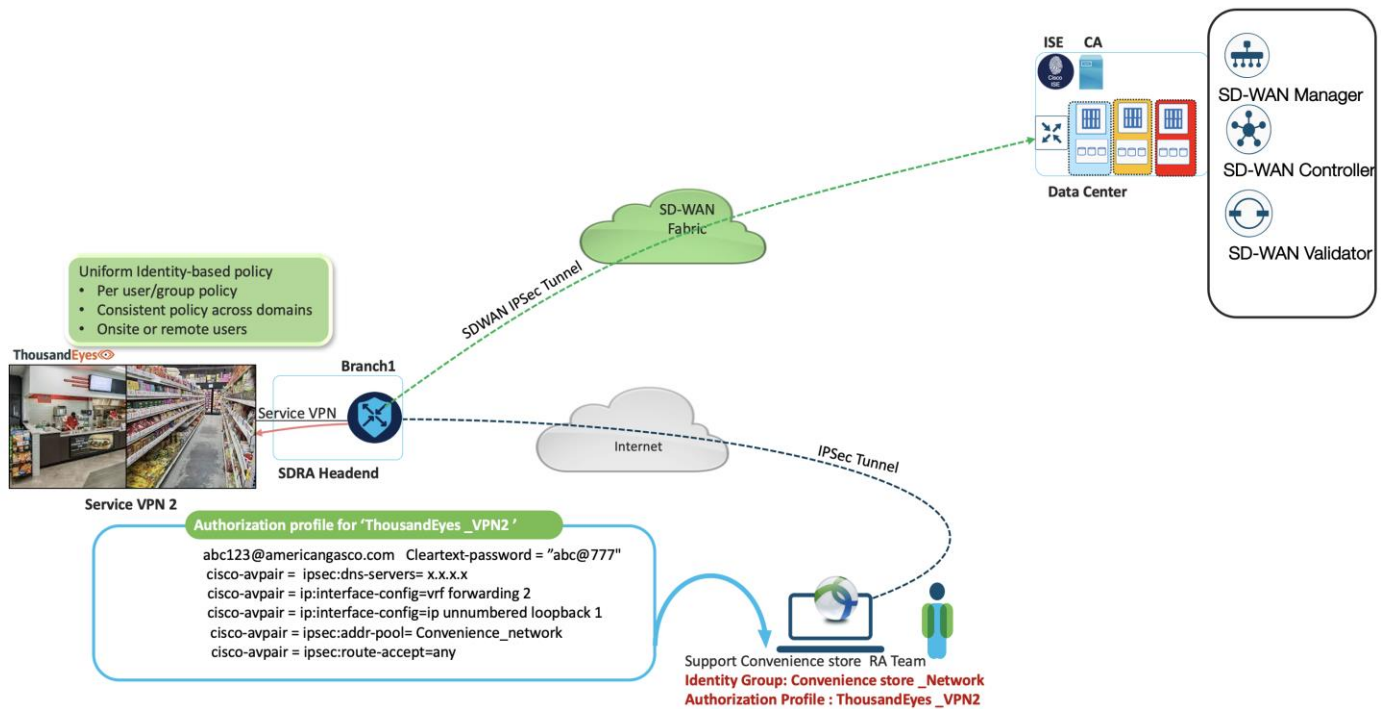 ISE CA
Cisco
ISE
SD-WAN Manager
SD-WAN Controller
SD-WAN Validator
Data Center
SD-WAN
Fabric
SDWAN IPSec Tunnel
Uniform Identity-based policy
• Per user/group policy
• Consistent policy across domains
• Onsite or remote users
ThousandEyes
Branch1
Service VPN
SDRA Headend
Internet
IPSec Tunnel
Service VPN 2
Authorization profile for ‘ThousandEyes _VPN2 ’
abc123@americangasco.com Cleartext-password = ”abc@777"
cisco-avpair = ipsec:dns-servers= x.x.x.x
cisco-avpair = ip:interface-config=vrf forwarding 2
cisco-avpair = ip:interface-config=ip unnumbered loopback 1
cisco-avpair = ipsec:addr-pool= Convenience_network
cisco-avpair = ipsec:route-accept=any
Support Convenience store RA Team
Identity Group: Convenience store _Network
Authorization Profile : ThousandEyes _VPN2